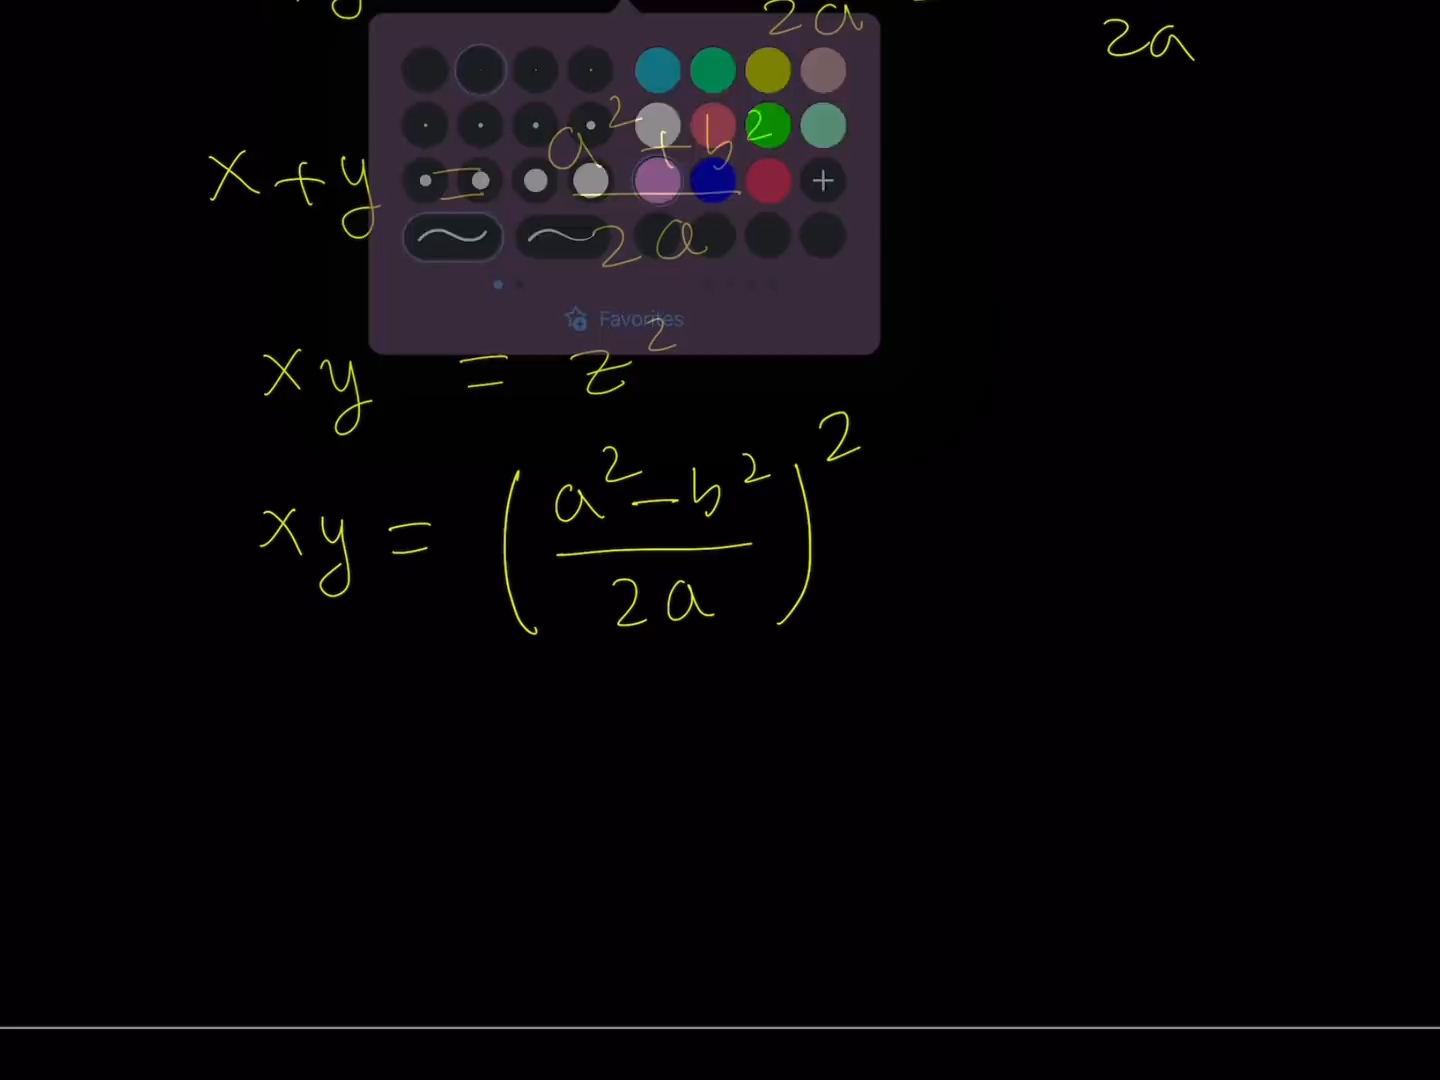 2a
2a
x + y = a² + b² / 2a
Favorites
xy = z²
xy = (a² − b² / 2a)²